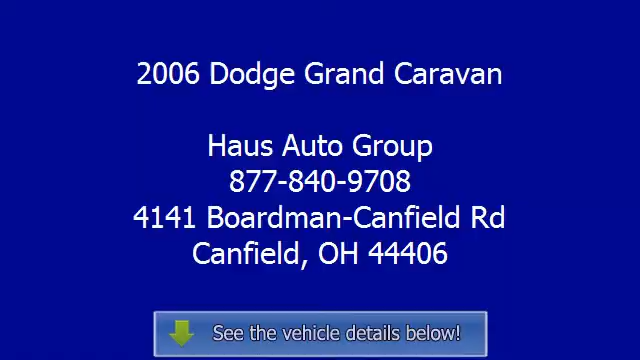 2006 Dodge Grand Caravan
Haus Auto Group
877-840-9708
4141 Boardman-Canfield Rd
Canfield, OH 44406
See the vehicle details below!